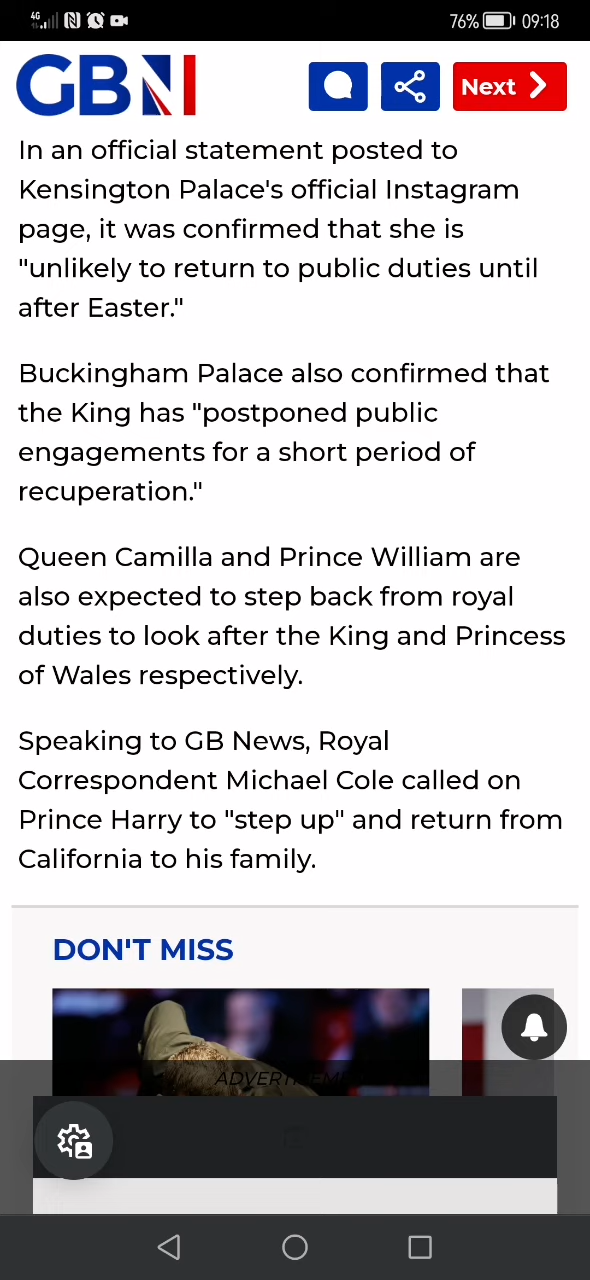 4G 76% 09:18
GBN
Next
In an official statement posted to
Kensington Palace's official Instagram
page, it was confirmed that she is
"unlikely to return to public duties until
after Easter."
Buckingham Palace also confirmed that
the King has "postponed public
engagements for a short period of
recuperation."
Queen Camilla and Prince William are
also expected to step back from royal
duties to look after the King and Princess
of Wales respectively.
Speaking to GB News, Royal
Correspondent Michael Cole called on
Prince Harry to "step up" and return from
California to his family.
DON'T MISS
ADVERTISEMENT